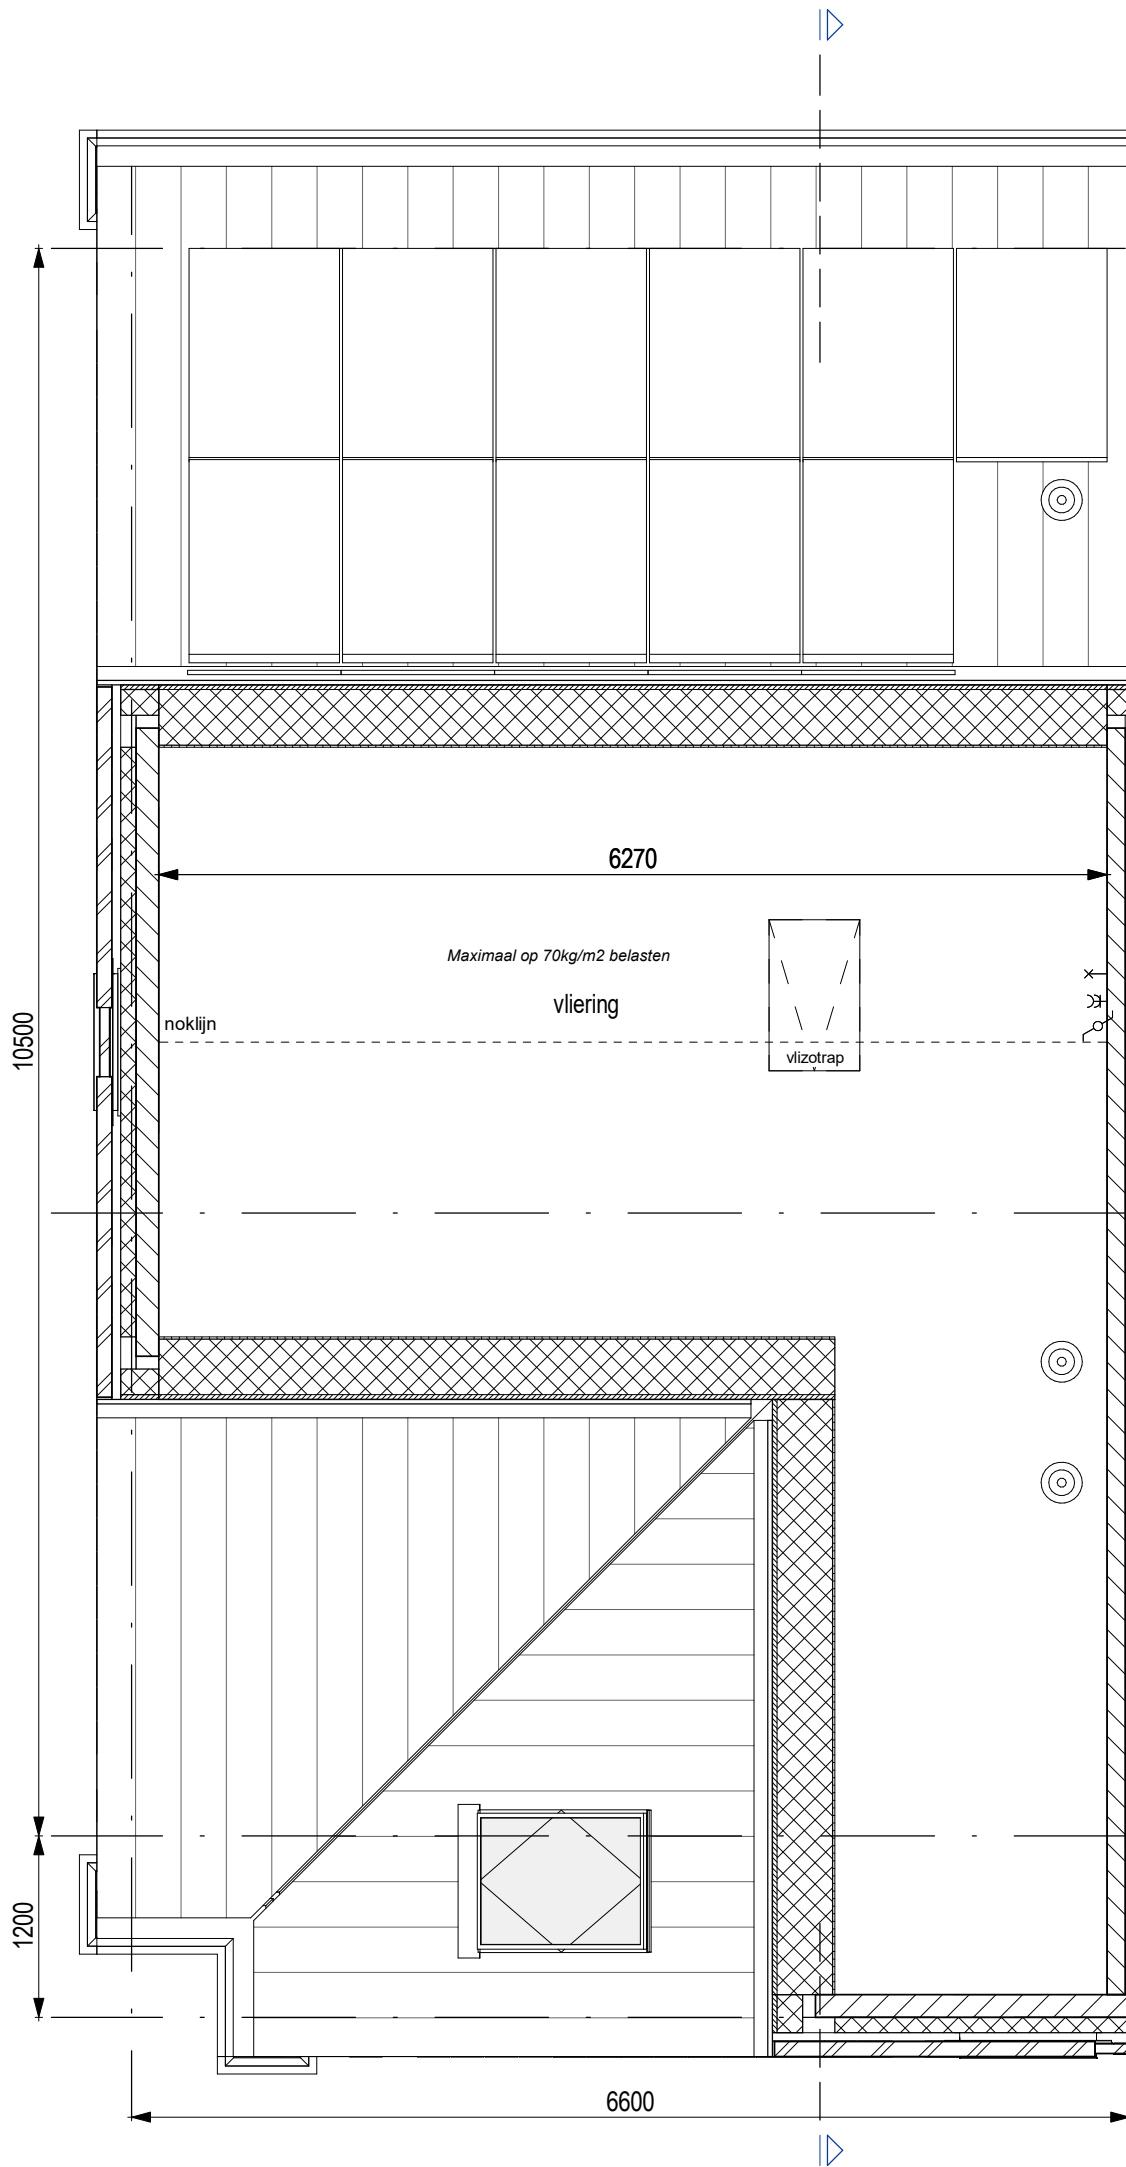 6270
Maximaal op 70kg/m2 belasten
vliering
noklijn
vlizotrap
10500
1200
6600